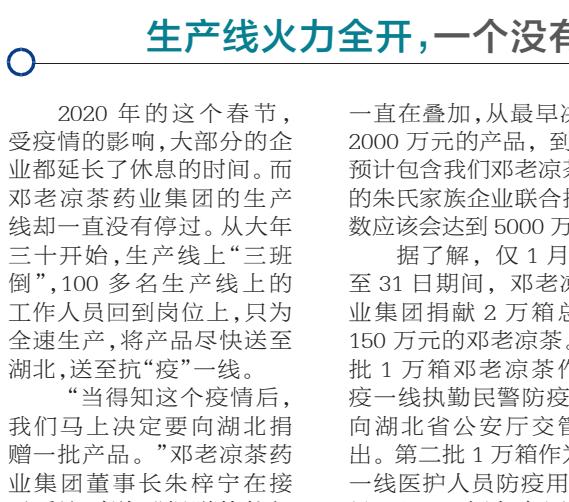 生产线火力全开,一个没有
2020 年的这个春节,
受疫情的影响,大部分的企
业都延长了休息的时间。而
邓老凉茶药业集团的生产
线却一直没有停过。从大年
三十开始,生产线上“三班
倒”,100 多名生产线上的
工作人员回到岗位上,只为
全速生产,将产品尽快送至
湖北,送至抗“疫”一线。
“当得知这个疫情后,
我们马上决定要向湖北捐
赠一批产品。”邓老凉茶药
业集团董事长朱梓宁在接
一直在叠加,从最早决
2000 万元的产品，到
预计包含我们邓老凉茶
的朱氏家族企业联合捐
数应该会达到 5000 万
据了解，仅 1 月
至 31 日期间，邓老凉
业集团捐献 2 万箱总
150 万元的邓老凉茶。
批 1 万箱邓老凉茶作
疫一线执勤民警防疫
向湖北省公安厅交管
出。第二批 1 万箱作为
一线医护人员防疫用